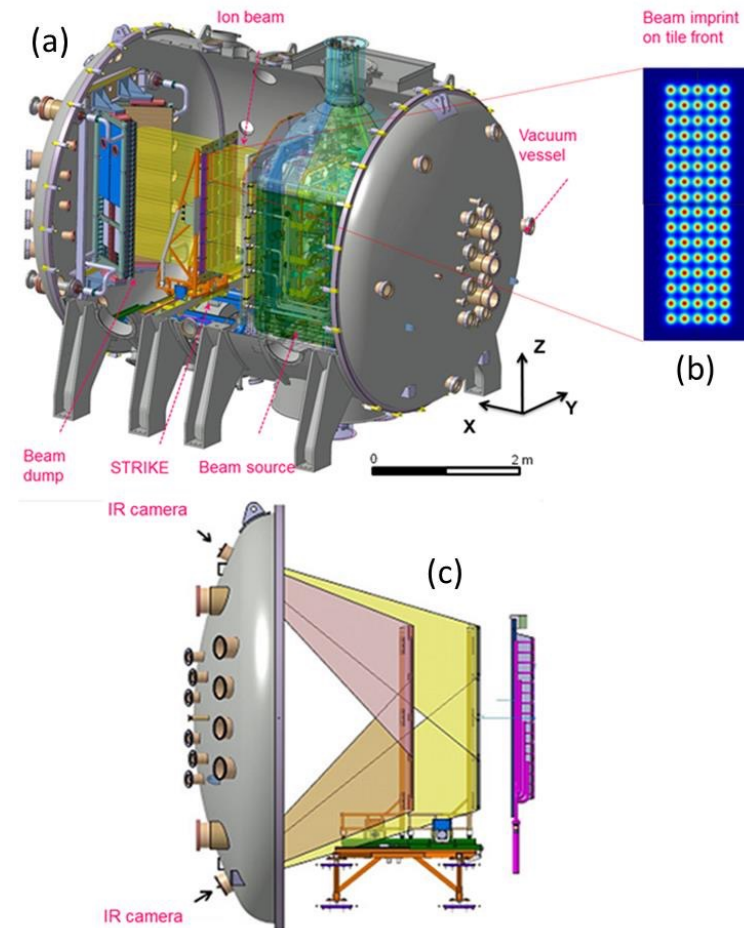 (a)
Ion beam
Beam imprint
on tile front
Vacuum
vessel
(b)
Z
Y
X
Beam
dump
STRIKE
Beam source
0
2 m
IR camera
(c)
IR camera